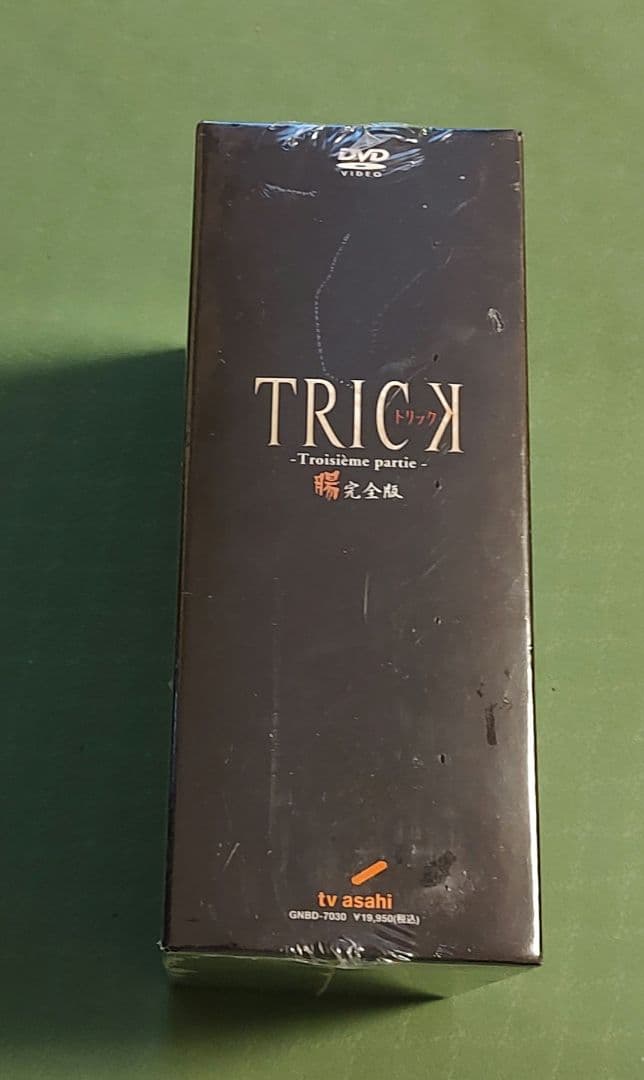 DVD
VIDEO
TRICK
トリック
-Troisième partie -
腸完全版
tv asahi
GNBD-7030 ¥19,950(税込)